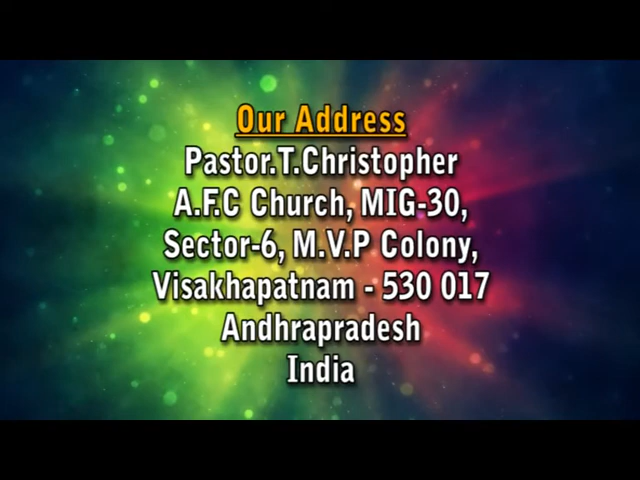 Our Address
Pastor.T.Christopher
A.F.C Church, MIG-30,
Sector-6, M.V.P Colony,
Visakhapatnam - 530 017
Andhrapradesh
India